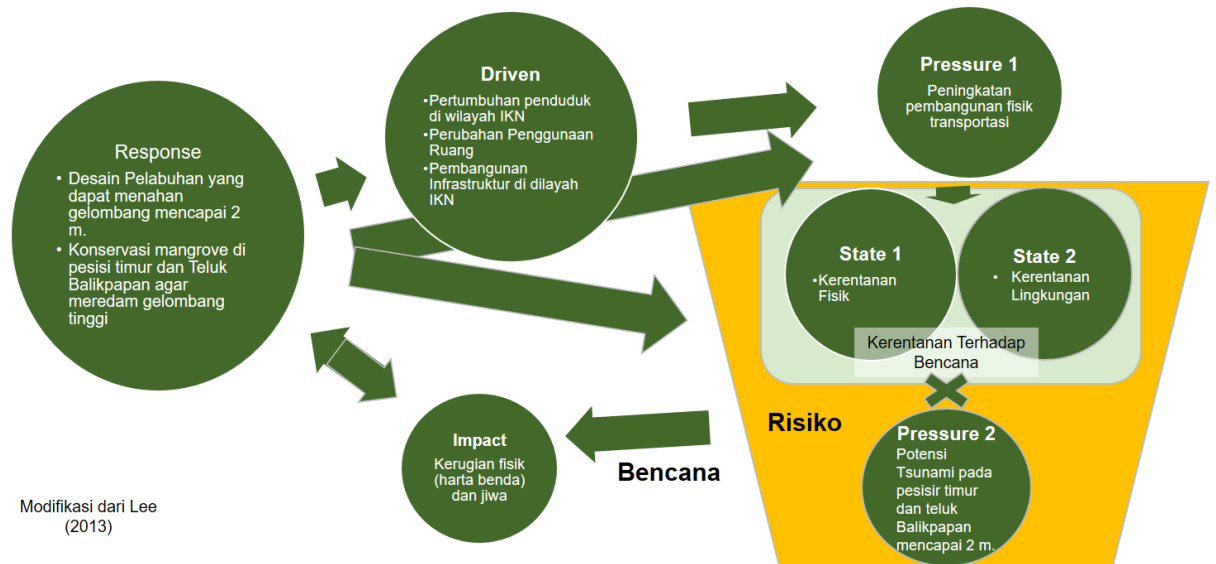 Response
• Desain Pelabuhan yang
dapat menahan
gelombang mencapai 2
m.
• Konservasi mangrove di
pesisi timur dan Teluk
Balikpapan agar
meredam gelombang
tinggi
Driven
•Pertumbuhan penduduk
di wilayah IKN
•Perubahan Penggunaan
Ruang
•Pembangunan
Infrastruktur di dilayah
IKN
Pressure 1
Peningkatan
pembangunan fisik
transportasi
State 1
•Kerentanan
Fisik
State 2
• Kerentanan
Lingkungan
Kerentanan Terhadap
Bencana
Risiko
Pressure 2
Potensi
Tsunami pada
pesisir timur
dan teluk
Balikpapan
mencapai 2 m.
Bencana
Impact
Kerugian fisik
(harta benda)
dan jiwa
Modifikasi dari Lee
(2013)